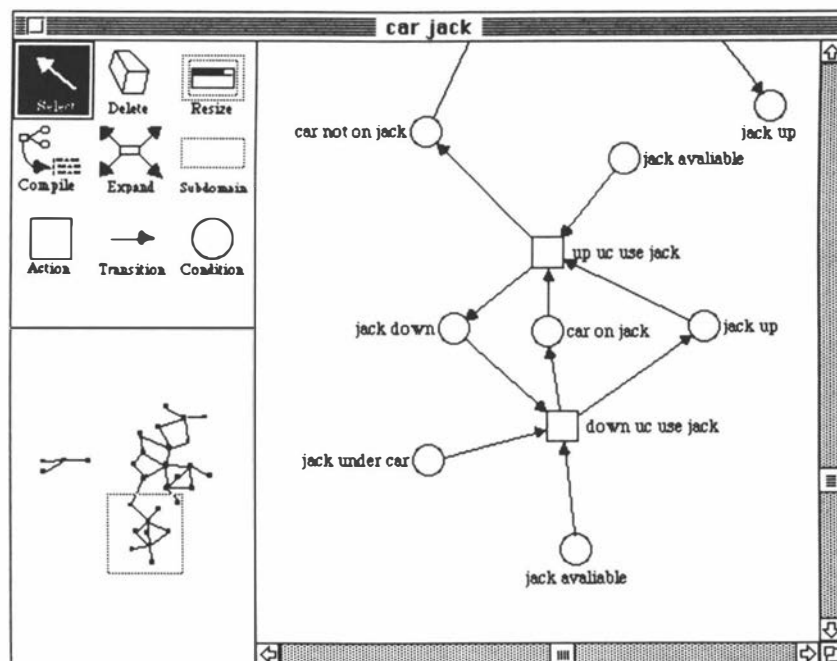 car jack
Select
Delete
Resize
Compile
Expand
Subdomain
Action
Transition
Condition
car not on jack
jack up
jack avaliable
up uc use jack
jack down
car on jack
jack up
down uc use jack
jack under car
jack avaliable